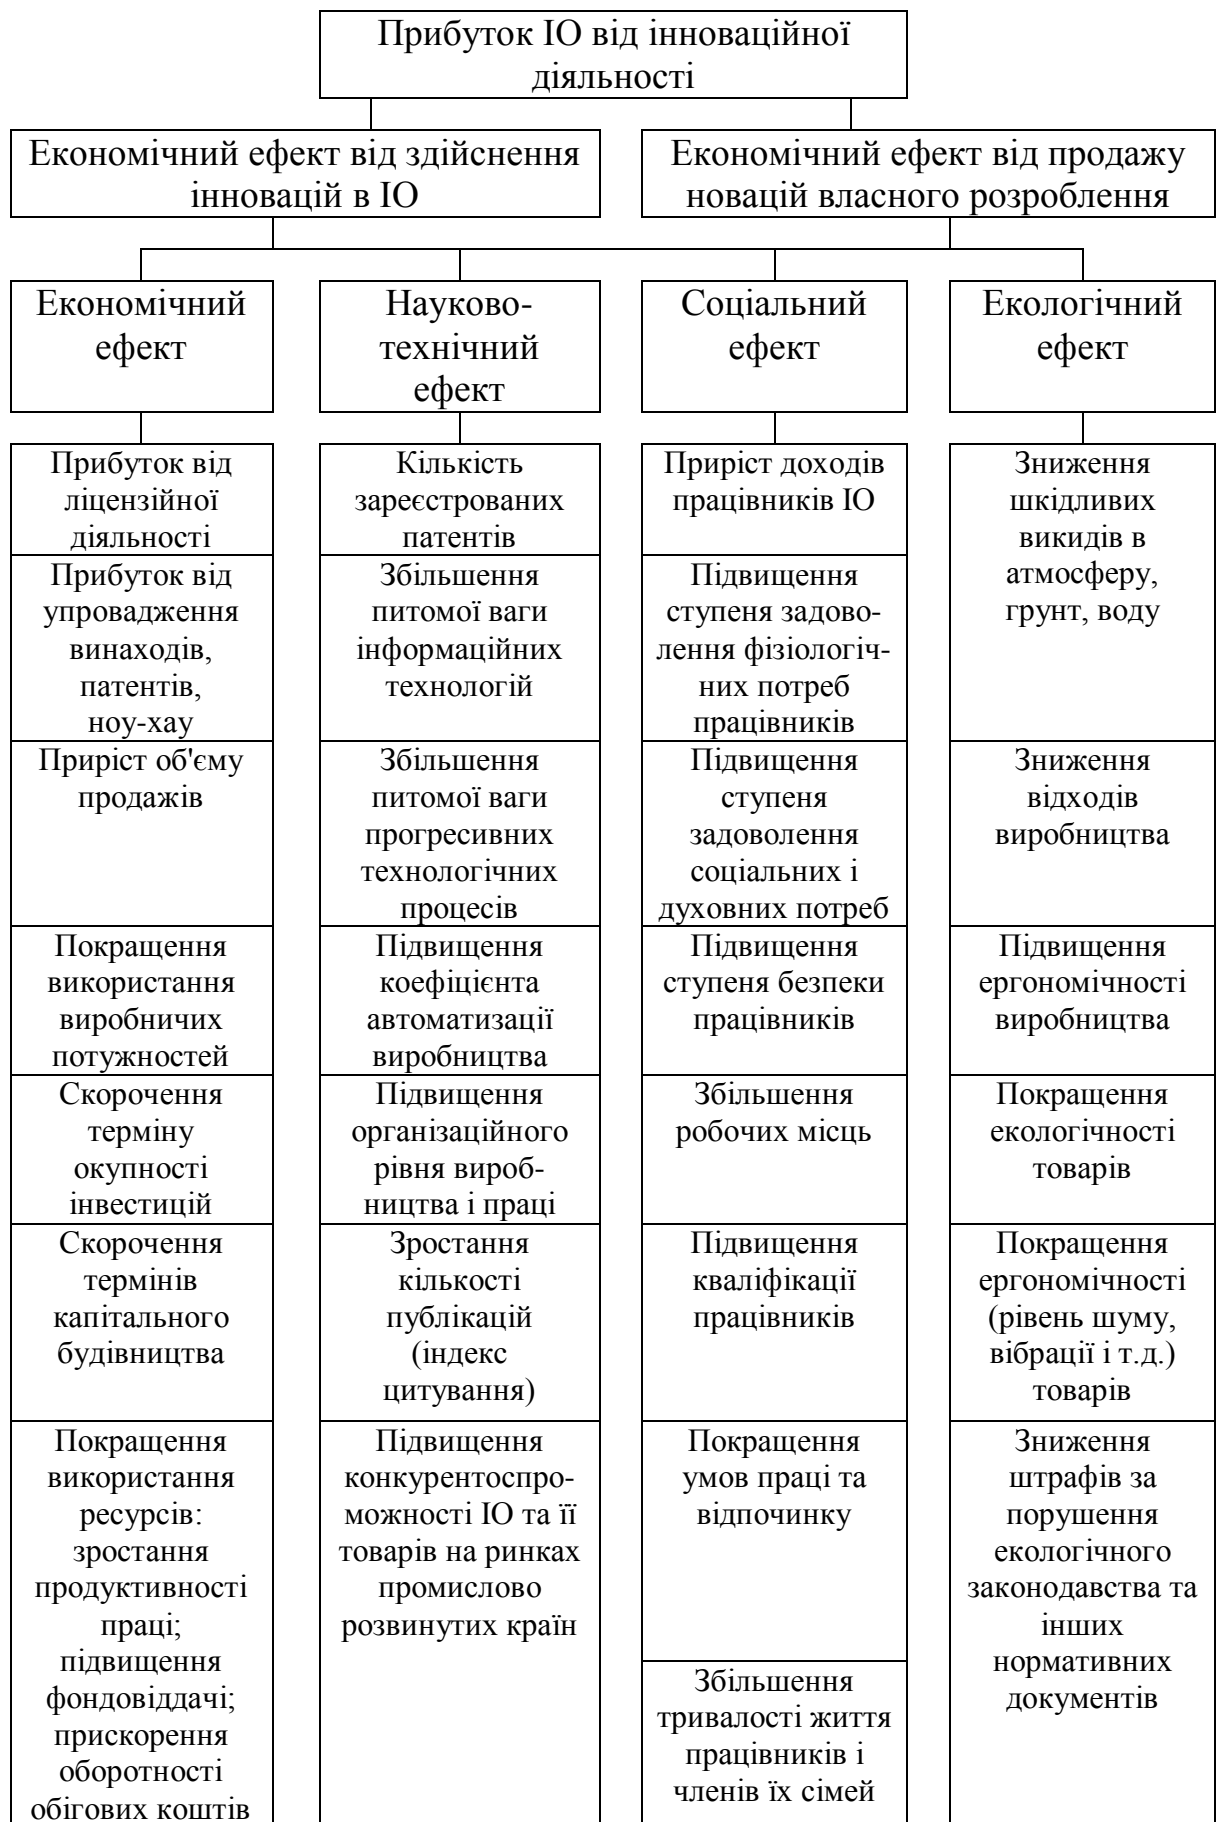 Прибуток ІО від інноваційної
діяльності
Економічний ефект від здійснення
інновацій в ІО
Економічний ефект від продажу
новацій власного розроблення
Економічний
ефект
Науково-
технічний
ефект
Соціальний
ефект
Екологічний
ефект
Прибуток від
ліцензійної
діяльності
Прибуток від
упровадження
винаходів,
патентів,
ноу-хау
Приріст об'єму
продажів
Покращення
використання
виробничих
потужностей
Скорочення
терміну
окупності
інвестицій
Скорочення
термінів
капітального
будівництва
Покращення
використання
ресурсів:
зростання
продуктивності
праці;
підвищення
фондовіддачі;
прискорення
оборотності
обігових коштів
Кількість
зареєстрованих
патентів
Збільшення
питомої ваги
інформаційних
технологій
Збільшення
питомої ваги
прогресивних
технологічних
процесів
Підвищення
коефіцієнта
автоматизації
виробництва
Підвищення
організаційного
рівня вироб-
ництва і праці
Зростання
кількості
публікацій
(індекс
цитування)
Підвищення
конкурентоспро-
можності ІО та її
товарів на ринках
промислово
розвинутих країн
Приріст доходів
працівників ІО
Підвищення
ступеня задово-
лення фізіологіч-
них потреб
працівників
Підвищення
ступеня
задоволення
соціальних і
духовних потреб
Підвищення
ступеня безпеки
працівників
Збільшення
робочих місць
Підвищення
кваліфікації
працівників
Покращення
умов праці та
відпочинку
Збільшення
тривалості життя
працівників і
членів їх сімей
Зниження
шкідливих
викидів в
атмосферу,
грунт, воду
Зниження
відходів
виробництва
Підвищення
ергономічності
виробництва
Покращення
екологічності
товарів
Покращення
ергономічності
(рівень шуму,
вібрації і т.д.)
товарів
Зниження
штрафів за
порушення
екологічного
законодавства та
інших
нормативних
документів